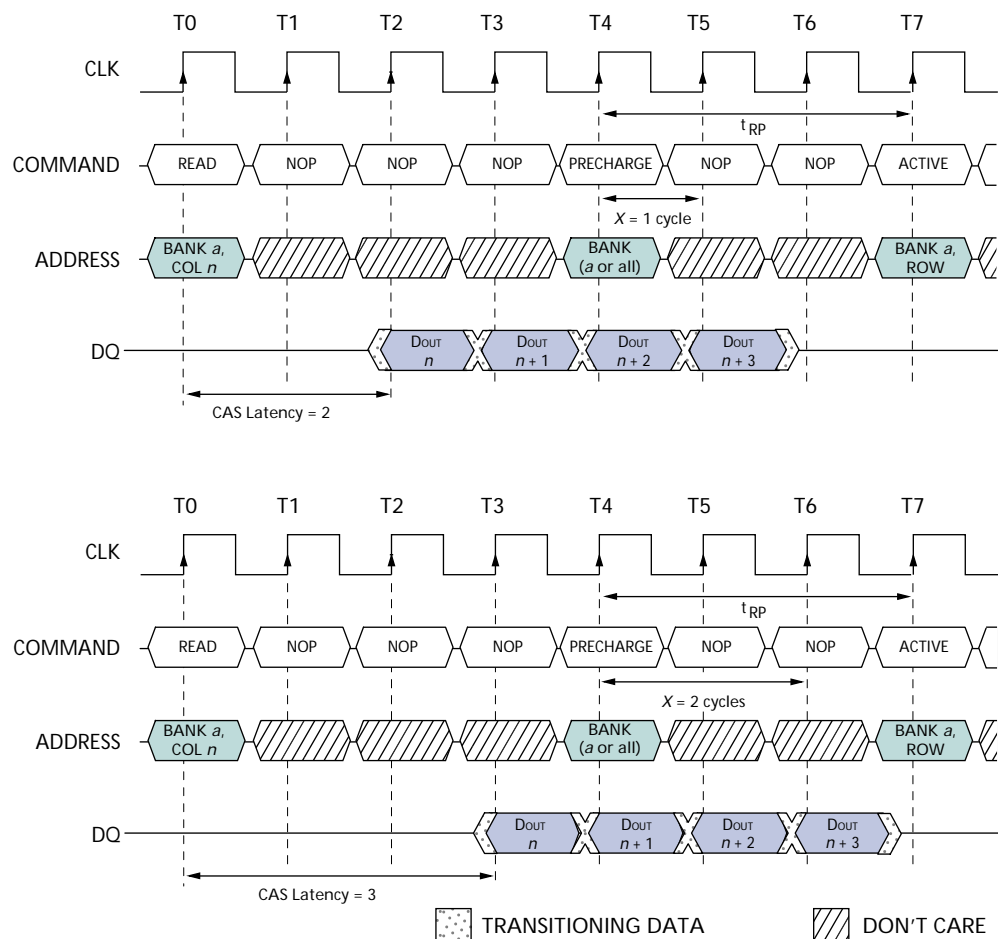 T0 T1 T2 T3 T4 T5 T6 T7
CLK
tRP
COMMAND READ NOP NOP NOP PRECHARGE NOP NOP ACTIVE
X = 1 cycle
ADDRESS BANK a, COL n BANK (a or all) BANK a, ROW
DQ DOUT n DOUT n + 1 DOUT n + 2 DOUT n + 3
CAS Latency = 2
T0 T1 T2 T3 T4 T5 T6 T7
CLK
tRP
COMMAND READ NOP NOP NOP PRECHARGE NOP NOP ACTIVE
X = 2 cycles
ADDRESS BANK a, COL n BANK (a or all) BANK a, ROW
DQ DOUT n DOUT n + 1 DOUT n + 2 DOUT n + 3
CAS Latency = 3
TRANSITIONING DATA DON'T CARE